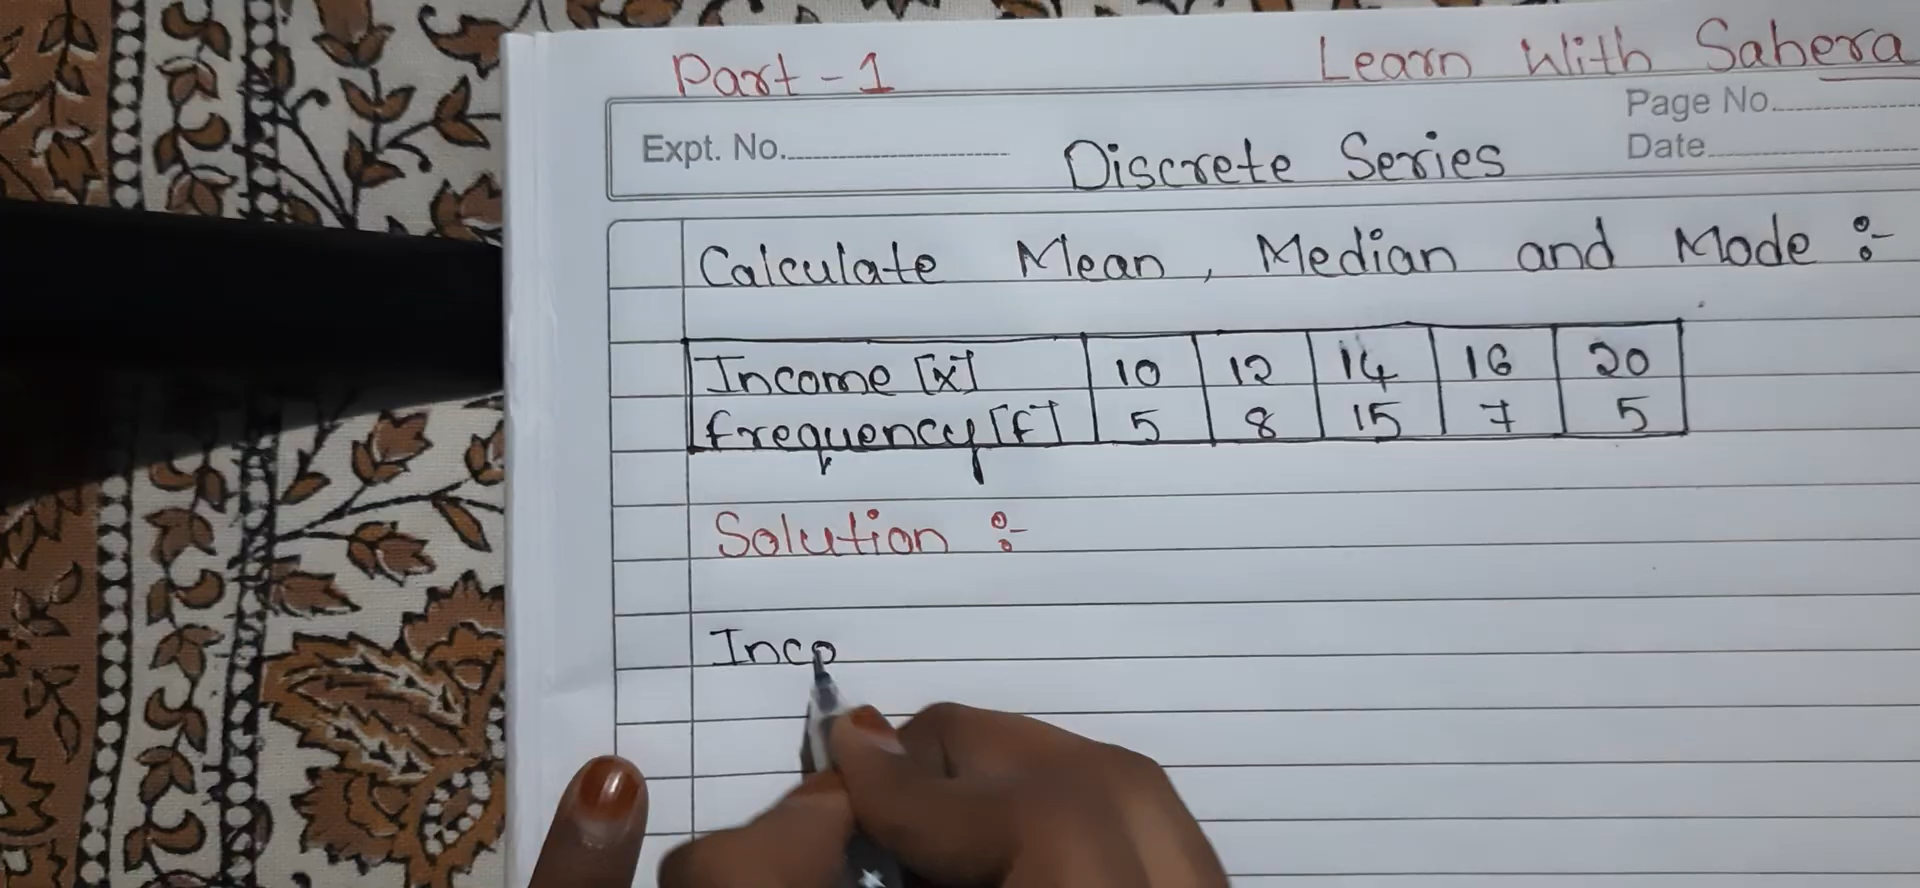 Part - 1 Learn With Sahera
Expt. No. Page No.
Discrete Series Date
Calculate Mean, Median and Mode :-
Income [x] 10 12 14 16 20
frequency [f] 5 8 15 7 5
Solution :-
Inco